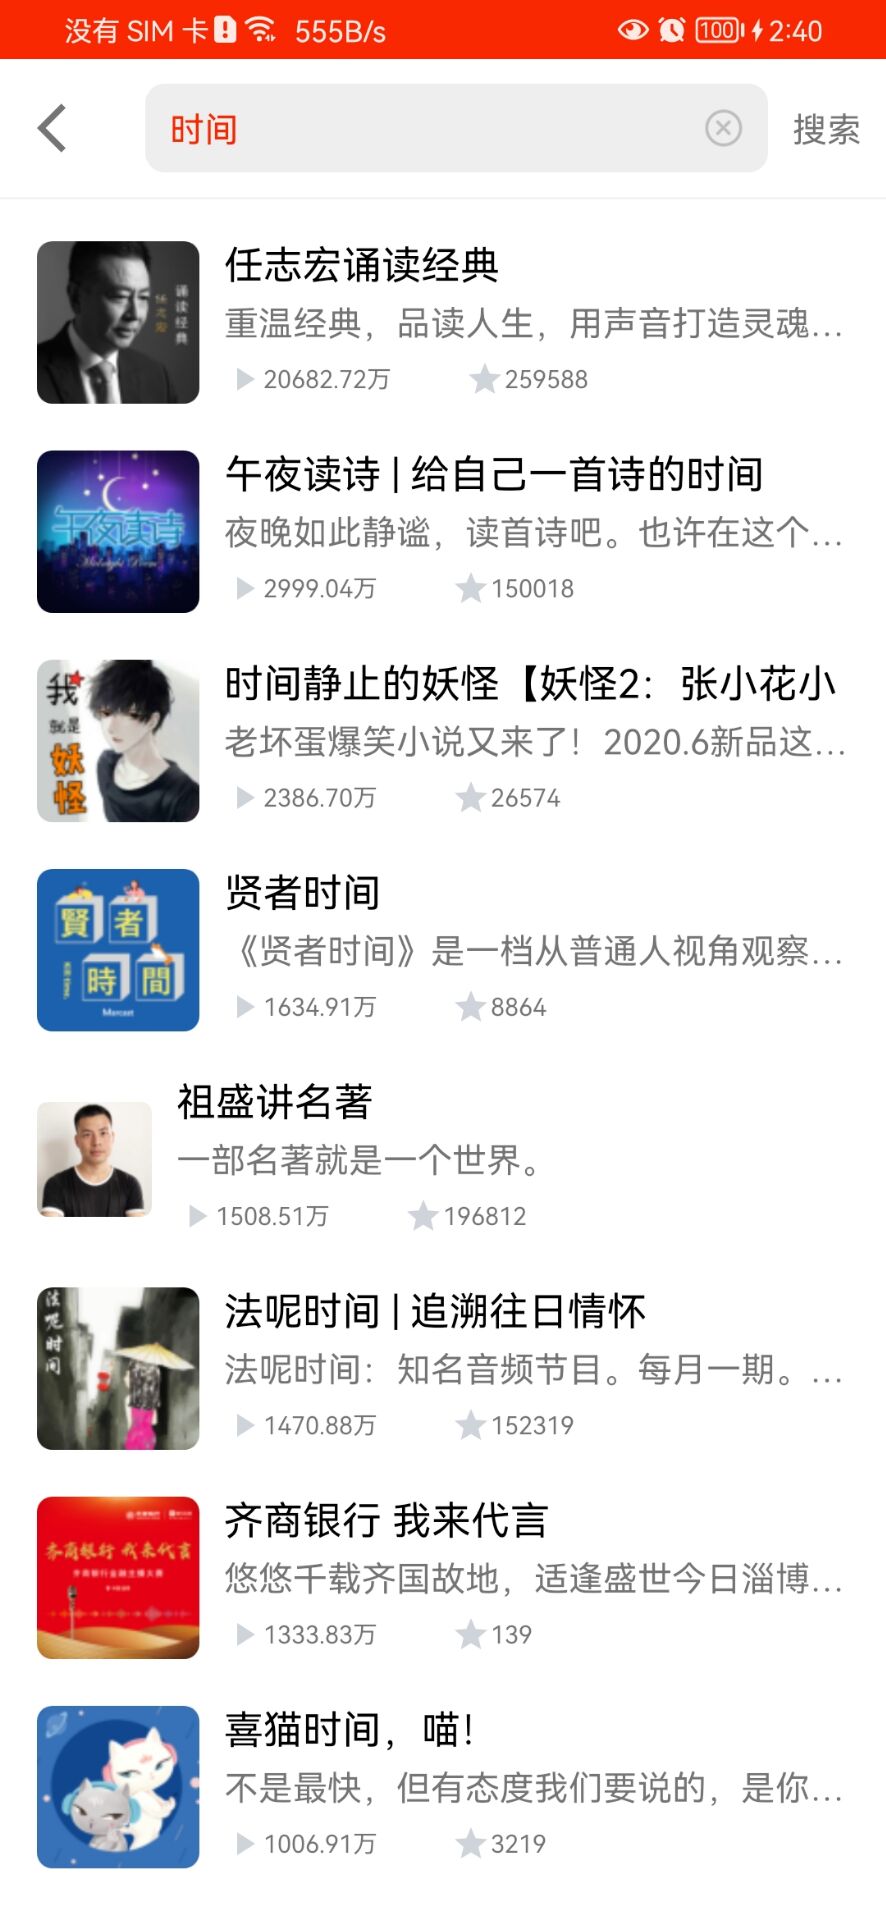 没有 SIM 卡 555B/s 100 2:40
时间 搜索
任志宏诵读经典
诵读经典
任志宏
重温经典，品读人生，用声音打造灵魂...
20682.72万 259588
午夜读诗 | 给自己一首诗的时间
午夜读诗
Midnight Poem
夜晚如此静谧，读首诗吧。也许在这个...
2999.04万 150018
时间静止的妖怪【妖怪2：张小花小
我
就是
妖怪
老坏蛋爆笑小说又来了！2020.6新品这...
2386.70万 26574
贤者时间
賢者
時間
《贤者时间》是一档从普通人视角观察...
1634.91万 8864
祖盛讲名著
一部名著就是一个世界。
1508.51万 196812
法呢时间 | 追溯往日情怀
法呢时间
法呢时间：知名音频节目。每月一期。...
1470.88万 152319
齐商银行 我来代言
齐商银行 我来代言
齐商银行金融主播大赛
悠悠千载齐国故地，适逢盛世今日淄博...
1333.83万 139
喜猫时间，喵！
不是最快，但有态度我们要说的，是你...
1006.91万 3219